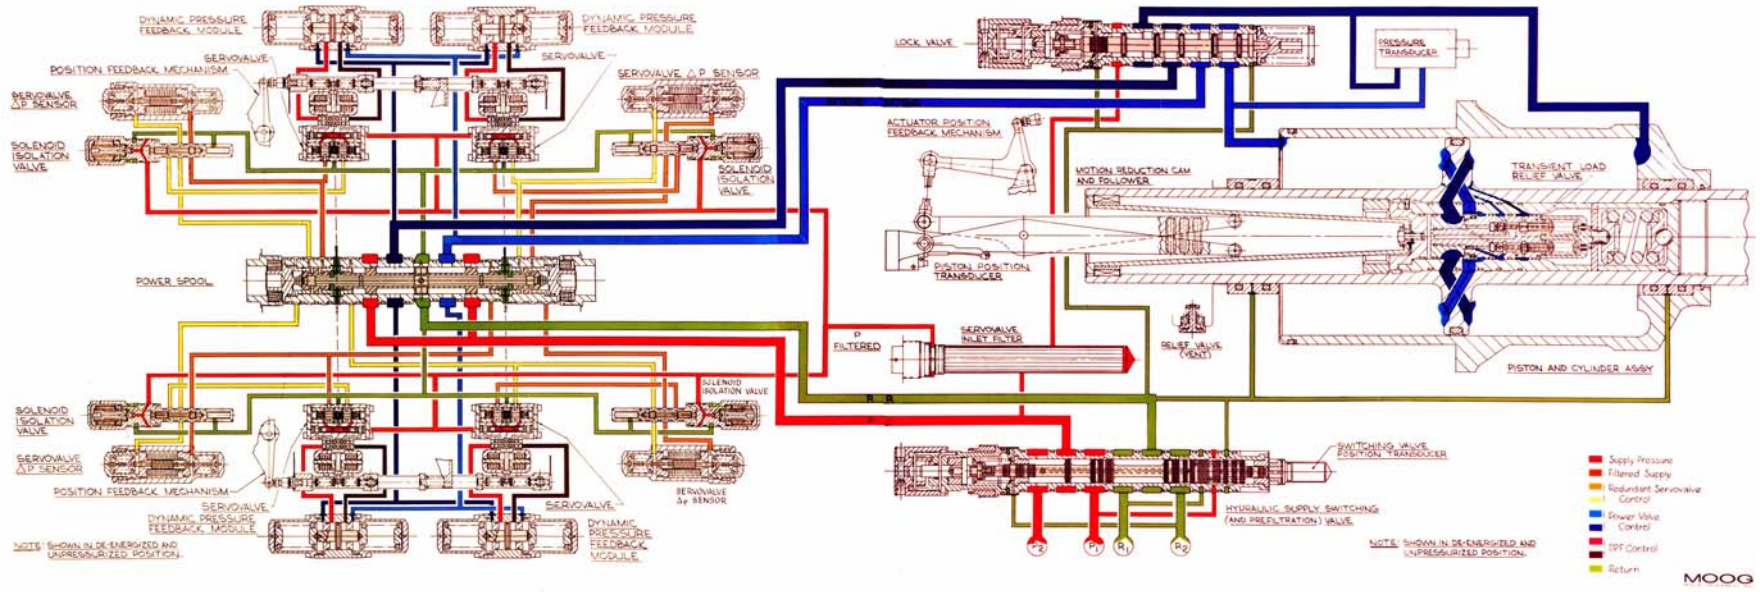 DYNAMIC PRESSURE
FEEDBACK MODULE
DYNAMIC PRESSURE
FEEDBACK MODULE
SERVOVALVE
SERVOVALVE
POSITION FEEDBACK MECHANISM
SERVOVALVE
ΔP SENSOR
SERVOVALVE ΔP SENSOR
SOLENOID
ISOLATION
VALVE
SOLENOID
ISOLATION
VALVE
POWER SPOOL
LOCK VALVE
PRESSURE
TRANSDUCER
ACTUATOR POSITION
FEEDBACK MECHANISM
MOTION REDUCTION CAM
AND FOLLOWER
TRANSIENT LOAD
RELIEF VALVE
PISTON POSITION
TRANSDUCER
P
FILTERED
SERVOVALVE
INLET FILTER
RELIEF VALVE
(VENT)
PISTON AND CYLINDER ASSY
SOLENOID
ISOLATION VALVE
SOLENOID
ISOLATION
VALVE
R R
SERVOVALVE
ΔP SENSOR
POSITION FEEDBACK MECHANISM
SERVOVALVE
SERVOVALVE
SERVOVALVE
ΔP SENSOR
DYNAMIC PRESSURE
FEEDBACK MODULE
DYNAMIC
PRESSURE
FEEDBACK
MODULE
NOTE: SHOWN IN DE-ENERGIZED AND
UNPRESSURIZED POSITION.
SWITCHING VALVE
POSITION TRANSDUCER
HYDRAULIC SUPPLY SWITCHING
(AND PREFILTRATION) VALVE
P2 P1 R1 R2
NOTE: SHOWN IN DE-ENERGIZED AND
UNPRESSURIZED POSITION.
Supply Pressure
Filtered Supply
Redundant Servovalve
Control
Power Valve
Control
DPF Control
Return
MOOG